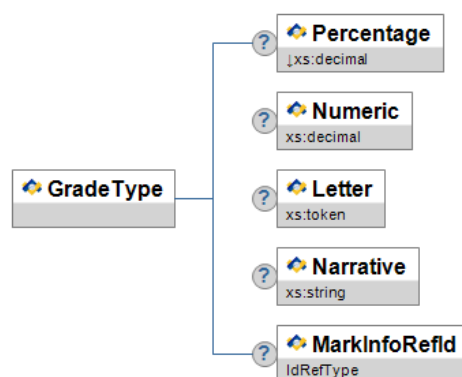 ?
Percentage
↓xs:decimal
?
Numeric
xs:decimal
GradeType
?
Letter
xs:token
?
Narrative
xs:string
?
MarkInfoRefId
IdRefType